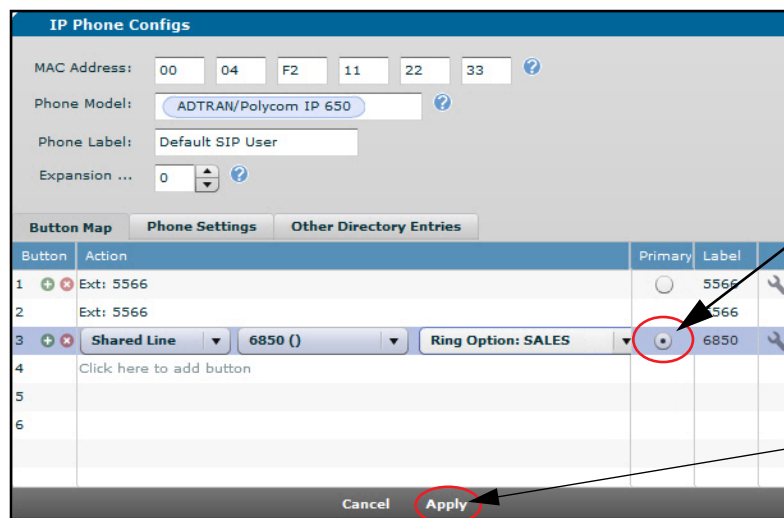 IP Phone Configs
MAC Address: 00 04 F2 11 22 33 ?
Phone Model: ADTRAN/Polycom IP 650 ?
Phone Label: Default SIP User
Expansion ... 0 ?
Button Map Phone Settings Other Directory Entries
Button Action Primary Label
1 Ext: 5566 5566
2 Ext: 5566 5566
3 Shared Line 6850 () Ring Option: SALES 6850
4 Click here to add button
5
6
Cancel Apply